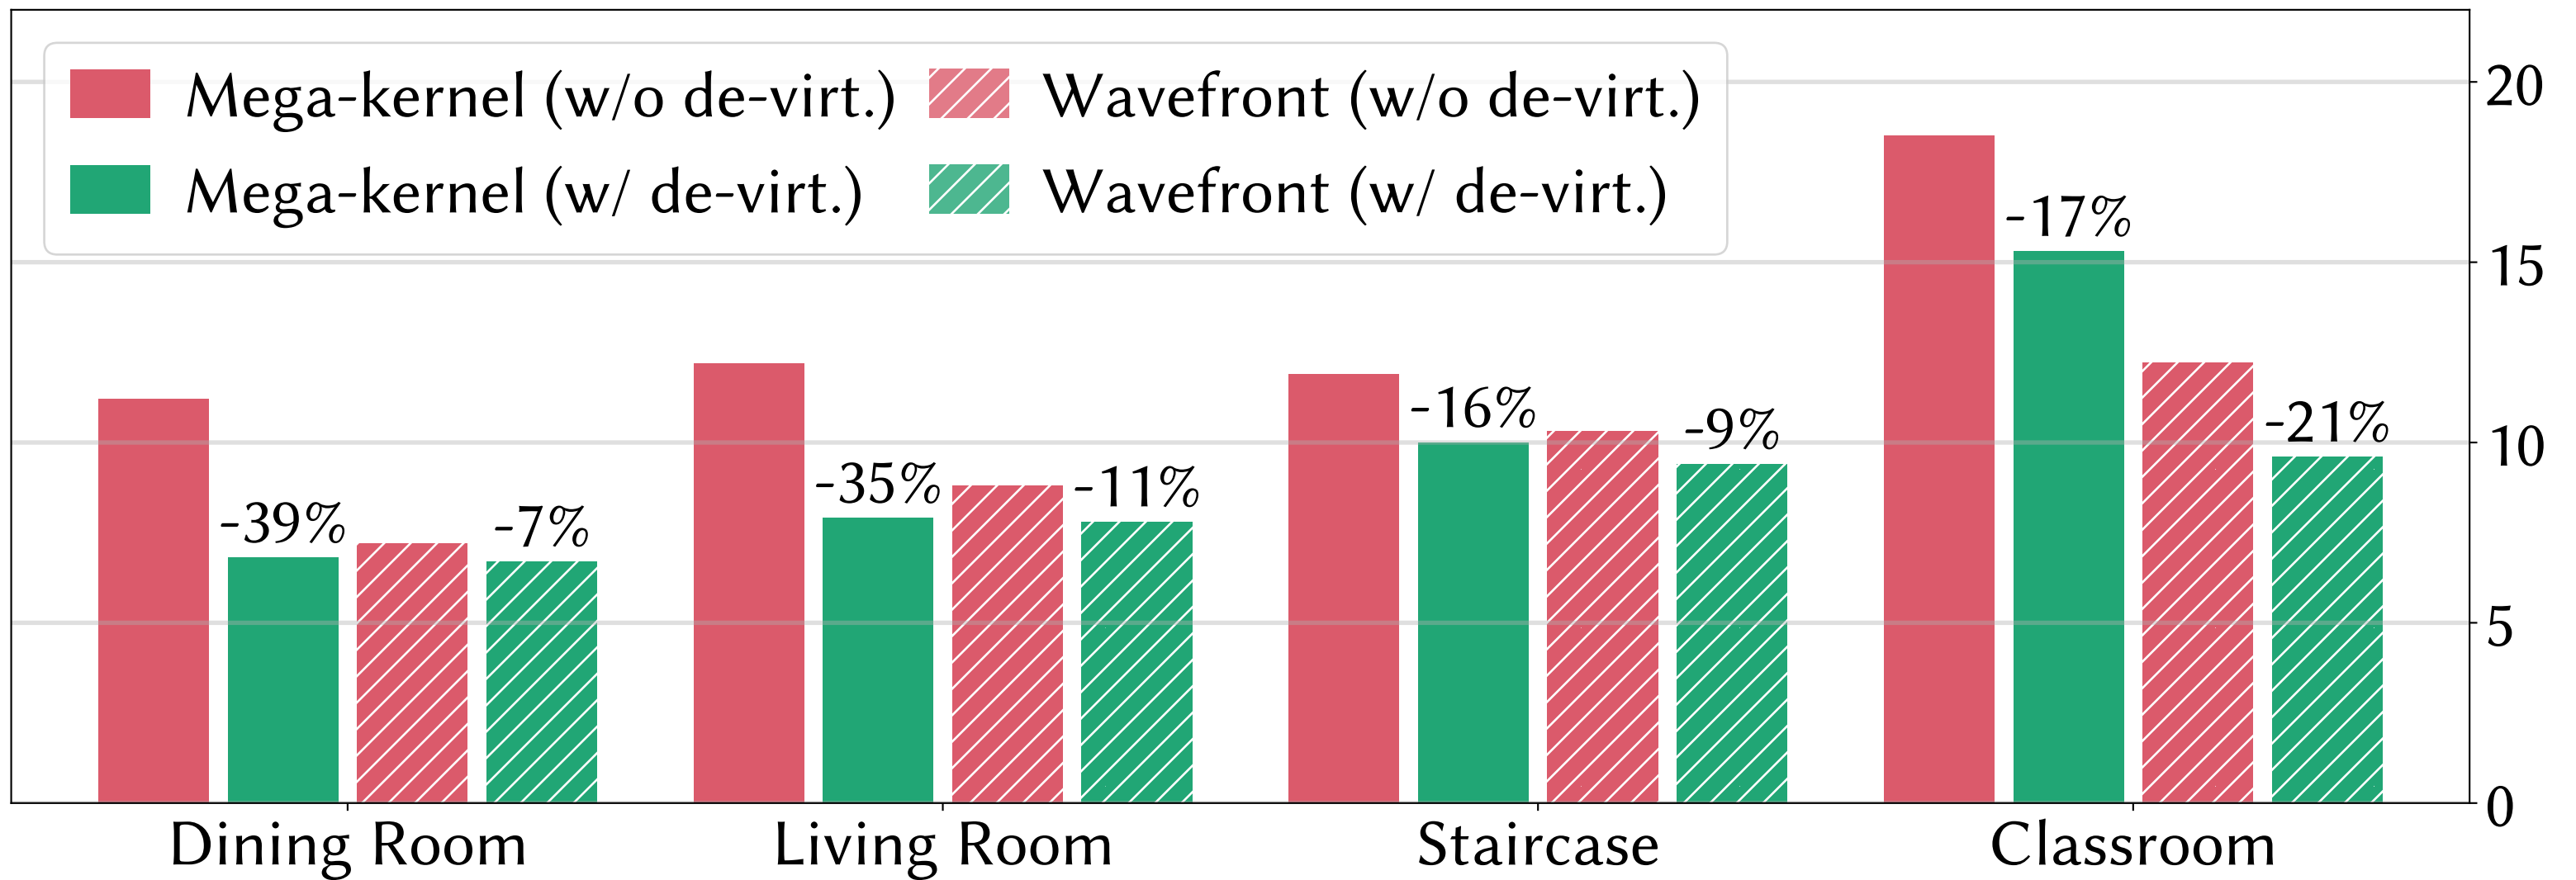 Mega-kernel (w/o de-virt.) Wavefront (w/o de-virt.)
Mega-kernel (w/ de-virt.) Wavefront (w/ de-virt.)
20
15
10
5
0
-39%
-7%
-35%
-11%
-16%
-9%
-17%
-21%
Dining Room
Living Room
Staircase
Classroom